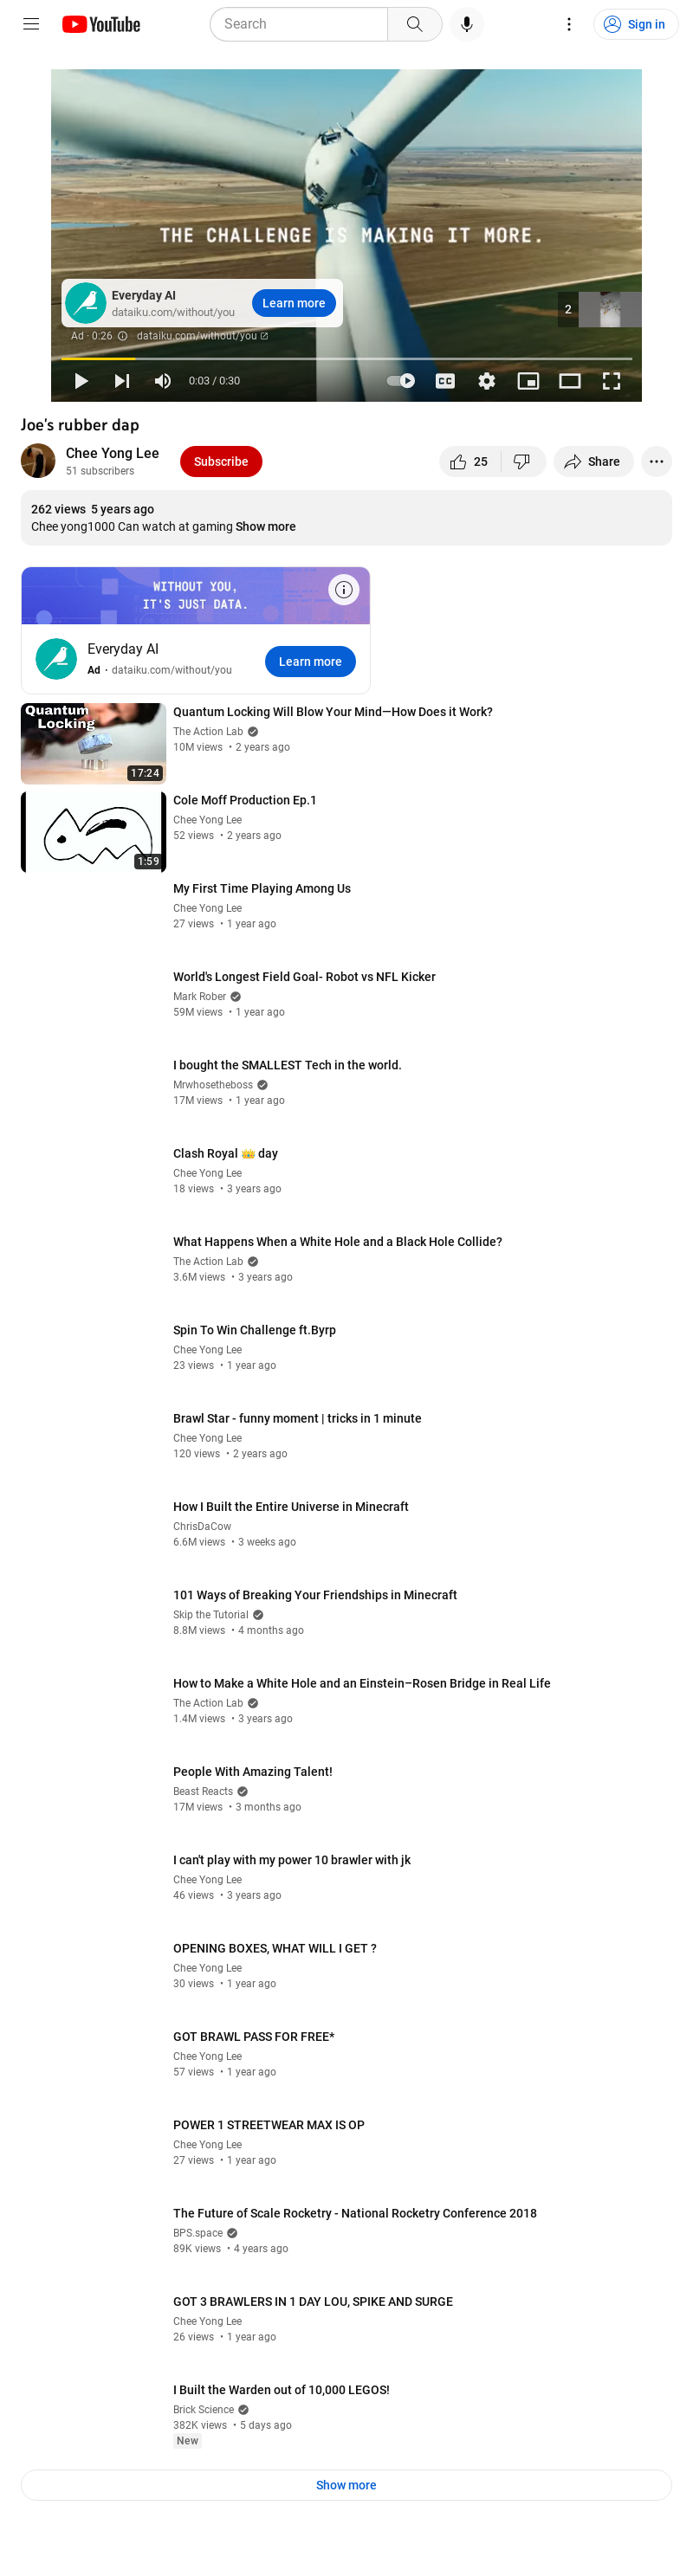 YouTube
Search
Sign in
THE CHALLENGE IS MAKING IT MORE.
Everyday AI
dataiku.com/without/you
Learn more
2
Ad · 0:26 dataiku.com/without/you
0:03 / 0:30
CC
Joe's rubber dap
Chee Yong Lee
51 subscribers
Subscribe
25
Share
262 views 5 years ago
Chee yong1000 Can watch at gaming Show more
WITHOUT YOU,
IT'S JUST DATA.
Everyday AI
Ad · dataiku.com/without/you
Learn more
Quantum
Locking
17:24
Quantum Locking Will Blow Your Mind—How Does it Work?
The Action Lab
10M views • 2 years ago
1:59
Cole Moff Production Ep.1
Chee Yong Lee
52 views • 2 years ago
My First Time Playing Among Us
Chee Yong Lee
27 views • 1 year ago
World's Longest Field Goal- Robot vs NFL Kicker
Mark Rober
59M views • 1 year ago
I bought the SMALLEST Tech in the world.
Mrwhosetheboss
17M views • 1 year ago
Clash Royal 👑 day
Chee Yong Lee
18 views • 3 years ago
What Happens When a White Hole and a Black Hole Collide?
The Action Lab
3.6M views • 3 years ago
Spin To Win Challenge ft.Byrp
Chee Yong Lee
23 views • 1 year ago
Brawl Star - funny moment | tricks in 1 minute
Chee Yong Lee
120 views • 2 years ago
How I Built the Entire Universe in Minecraft
ChrisDaCow
6.6M views • 3 weeks ago
101 Ways of Breaking Your Friendships in Minecraft
Skip the Tutorial
8.8M views • 4 months ago
How to Make a White Hole and an Einstein–Rosen Bridge in Real Life
The Action Lab
1.4M views • 3 years ago
People With Amazing Talent!
Beast Reacts
17M views • 3 months ago
I can't play with my power 10 brawler with jk
Chee Yong Lee
46 views • 3 years ago
OPENING BOXES, WHAT WILL I GET ?
Chee Yong Lee
30 views • 1 year ago
GOT BRAWL PASS FOR FREE*
Chee Yong Lee
57 views • 1 year ago
POWER 1 STREETWEAR MAX IS OP
Chee Yong Lee
27 views • 1 year ago
The Future of Scale Rocketry - National Rocketry Conference 2018
BPS.space
89K views • 4 years ago
GOT 3 BRAWLERS IN 1 DAY LOU, SPIKE AND SURGE
Chee Yong Lee
26 views • 1 year ago
I Built the Warden out of 10,000 LEGOS!
Brick Science
382K views • 5 days ago
New
Show more